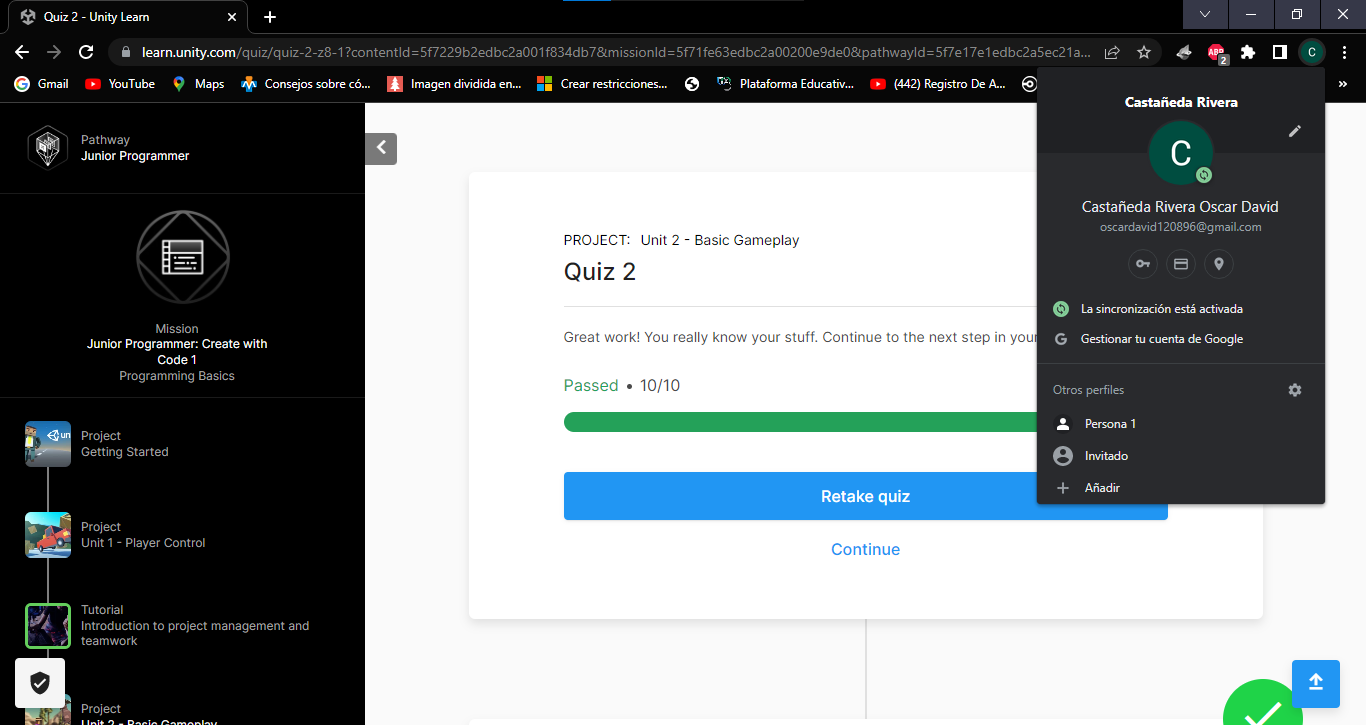 Quiz 2 - Unity Learn
learn.unity.com/quiz/quiz-2-z8-1?contentId=5f7229b2edbc2a001f834db7&missionId=5f71fe63edbc2a00200e9de0&pathwayId=5f7e17e1edbc2a5ec21a...
ABP
2
C
Gmail
YouTube
Maps
Consejos sobre có...
Imagen dividida en...
Crear restricciones...
Plataforma Educativ...
(442) Registro De A...
»
Pathway
Junior Programmer
Mission
Junior Programmer: Create with
Code 1
Programming Basics
Project
Getting Started
Project
Unit 1 - Player Control
Tutorial
Introduction to project management and
teamwork
Project
Unit 2 - Basic Gameplay
PROJECT: Unit 2 - Basic Gameplay
Quiz 2
Great work! You really know your stuff. Continue to the next step in your
Passed • 10/10
Retake quiz
Continue
Castañeda Rivera
C
Castañeda Rivera Oscar David
oscardavid120896@gmail.com
La sincronización está activada
G Gestionar tu cuenta de Google
Otros perfiles
Persona 1
Invitado
Añadir